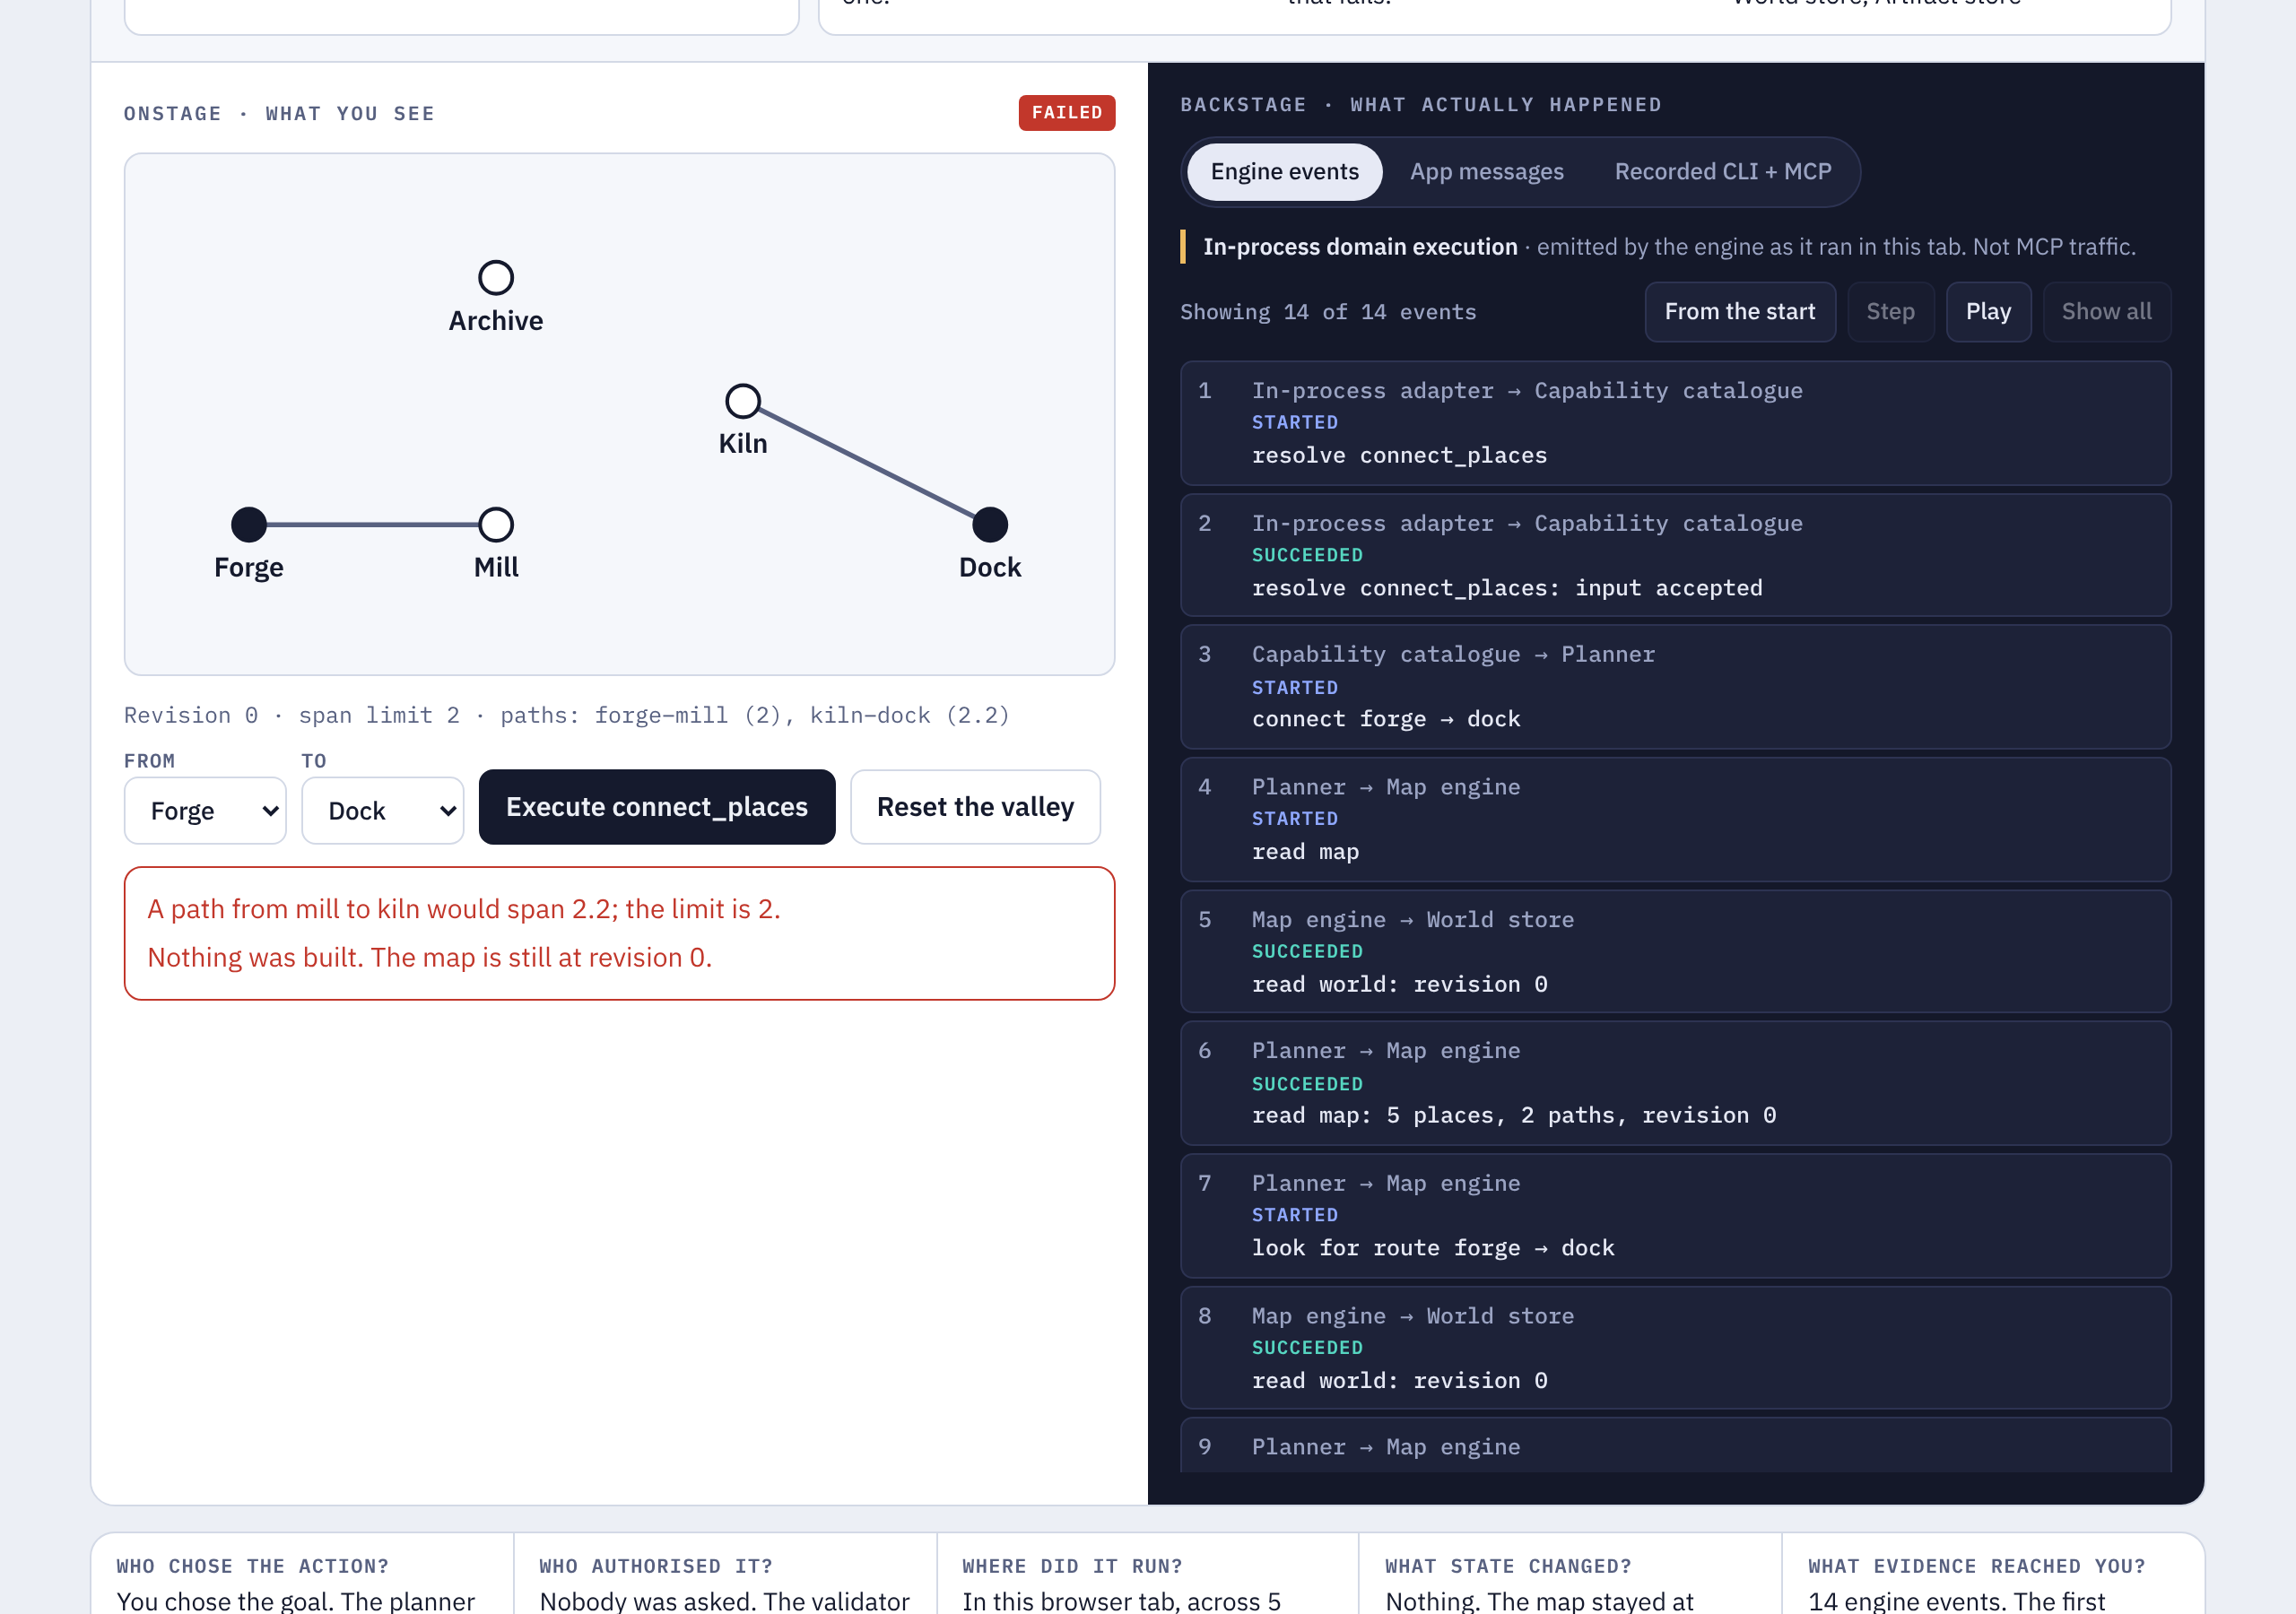 one.
that fails.
World store, Artifact store
ONSTAGE · WHAT YOU SEE
FAILED
Archive
Kiln
Forge
Mill
Dock
Revision 0 · span limit 2 · paths: forge–mill (2), kiln–dock (2.2)
FROM
TO
Forge
Dock
Execute connect_places
Reset the valley
A path from mill to kiln would span 2.2; the limit is 2.
Nothing was built. The map is still at revision 0.
BACKSTAGE · WHAT ACTUALLY HAPPENED
Engine events
App messages
Recorded CLI + MCP
In-process domain execution · emitted by the engine as it ran in this tab. Not MCP traffic.
Showing 14 of 14 events
From the start
Step
Play
Show all
1 In-process adapter → Capability catalogue
STARTED
resolve connect_places
2 In-process adapter → Capability catalogue
SUCCEEDED
resolve connect_places: input accepted
3 Capability catalogue → Planner
STARTED
connect forge → dock
4 Planner → Map engine
STARTED
read map
5 Map engine → World store
SUCCEEDED
read world: revision 0
6 Planner → Map engine
SUCCEEDED
read map: 5 places, 2 paths, revision 0
7 Planner → Map engine
STARTED
look for route forge → dock
8 Map engine → World store
SUCCEEDED
read world: revision 0
9 Planner → Map engine
WHO CHOSE THE ACTION?
You chose the goal. The planner
WHO AUTHORISED IT?
Nobody was asked. The validator
WHERE DID IT RUN?
In this browser tab, across 5
WHAT STATE CHANGED?
Nothing. The map stayed at
WHAT EVIDENCE REACHED YOU?
14 engine events. The first